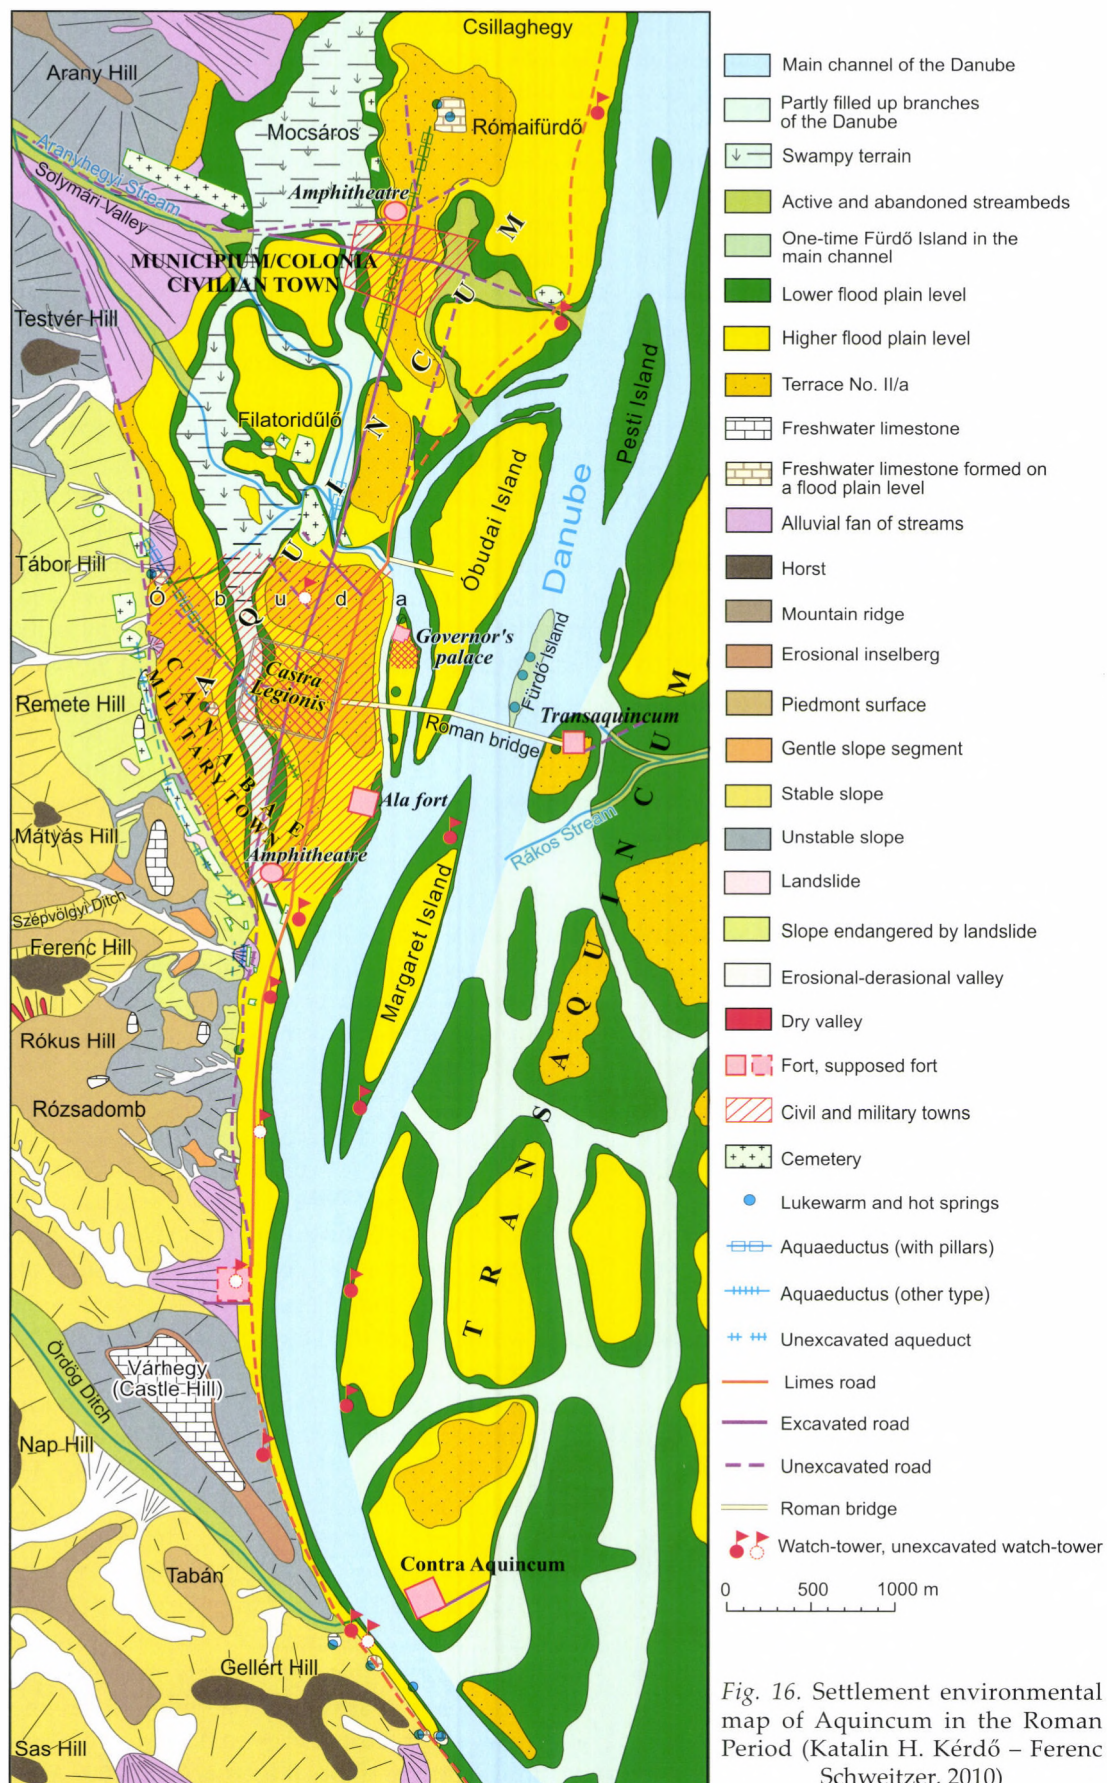 Csillaghegy
Arany Hill
Mocsáros
Rómaifürdő
Aranyhegyi Stream
Solymári Valley
Amphitheatre
MUNICIPIUM/COLONIA
CIVILIAN TOWN
Testvér Hill
Filatoridűlő
AQUINCUM
Pesti Island
Óbudai Island
Danube
Tábor Hill
Óbuda
Governor's
palace
Fürdő Island
Castra
Legionis
CANABAE
MILITARY TOWN
Remete Hill
Roman bridge
Transaquincum
Ala fort
Rákos Stream
Mátyás Hill
Amphitheatre
Szépvölgyi Ditch
Ferenc Hill
Margaret Island
Rókus Hill
Rózsadomb
TRANSAQUINCUM
Várhegy
(Castle Hill)
Ördög Ditch
Nap Hill
Tabán
Contra Aquincum
Gellért Hill
Sas Hill
Main channel of the Danube
Partly filled up branches
of the Danube
Swampy terrain
Active and abandoned streambeds
One-time Fürdő Island in the
main channel
Lower flood plain level
Higher flood plain level
Terrace No. II/a
Freshwater limestone
Freshwater limestone formed on
a flood plain level
Alluvial fan of streams
Horst
Mountain ridge
Erosional inselberg
Piedmont surface
Gentle slope segment
Stable slope
Unstable slope
Landslide
Slope endangered by landslide
Erosional-derasional valley
Dry valley
Fort, supposed fort
Civil and military towns
Cemetery
Lukewarm and hot springs
Aquaeductus (with pillars)
Aquaeductus (other type)
Unexcavated aqueduct
Limes road
Excavated road
Unexcavated road
Roman bridge
Watch-tower, unexcavated watch-tower
0 500 1000 m
Fig. 16. Settlement environmental
map of Aquincum in the Roman
Period (Katalin H. Kérdő – Ferenc
Schweitzer, 2010)